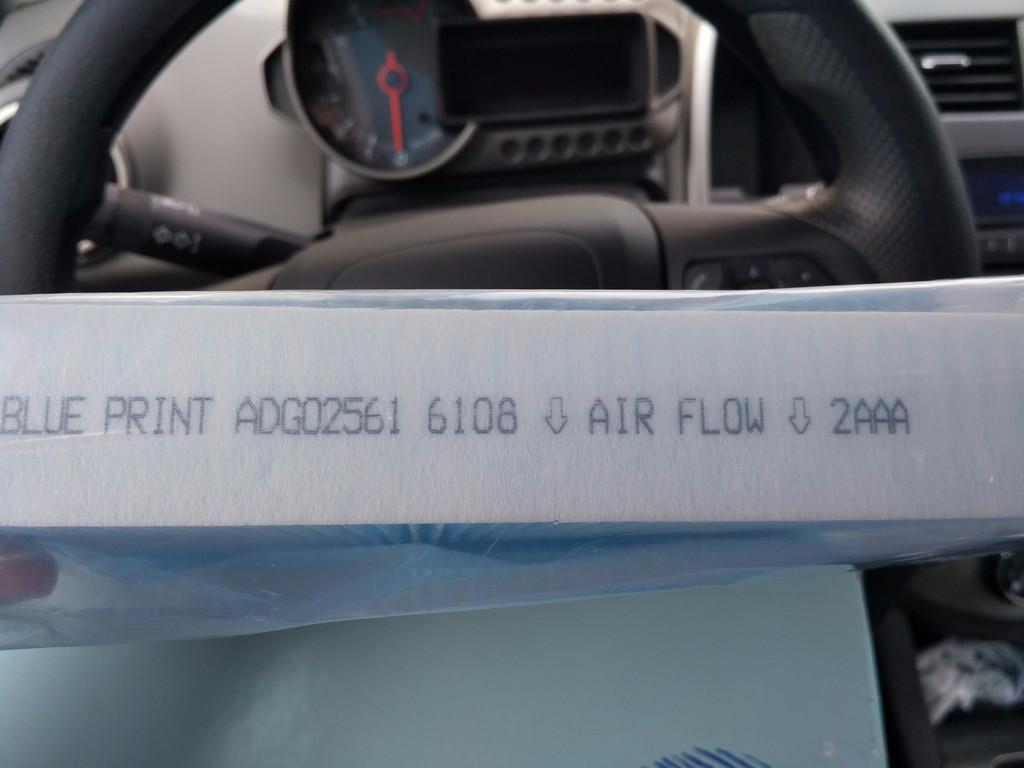 BLUE PRINT ADG02561 6108 ⇩ AIR FLOW ⇩ 2AAA